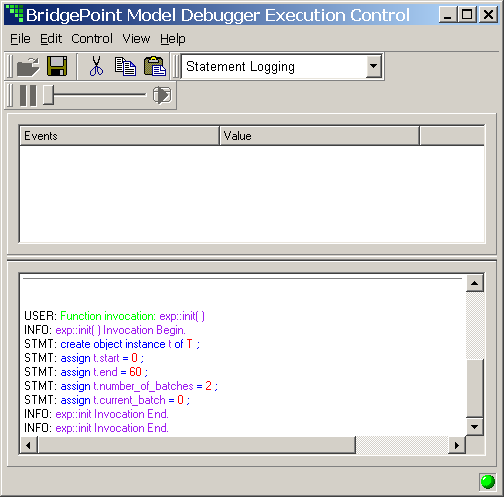 BridgePoint Model Debugger Execution Control
File Edit Control View Help
Statement Logging
Events Value
USER: Function invocation: exp::init( )
INFO: exp::init( ) Invocation Begin.
STMT: create object instance t of T ;
STMT: assign t.start = 0 ;
STMT: assign t.end = 60 ;
STMT: assign t.number_of_batches = 2 ;
STMT: assign t.current_batch = 0 ;
INFO: exp::init Invocation End.
INFO: exp::init Invocation End.